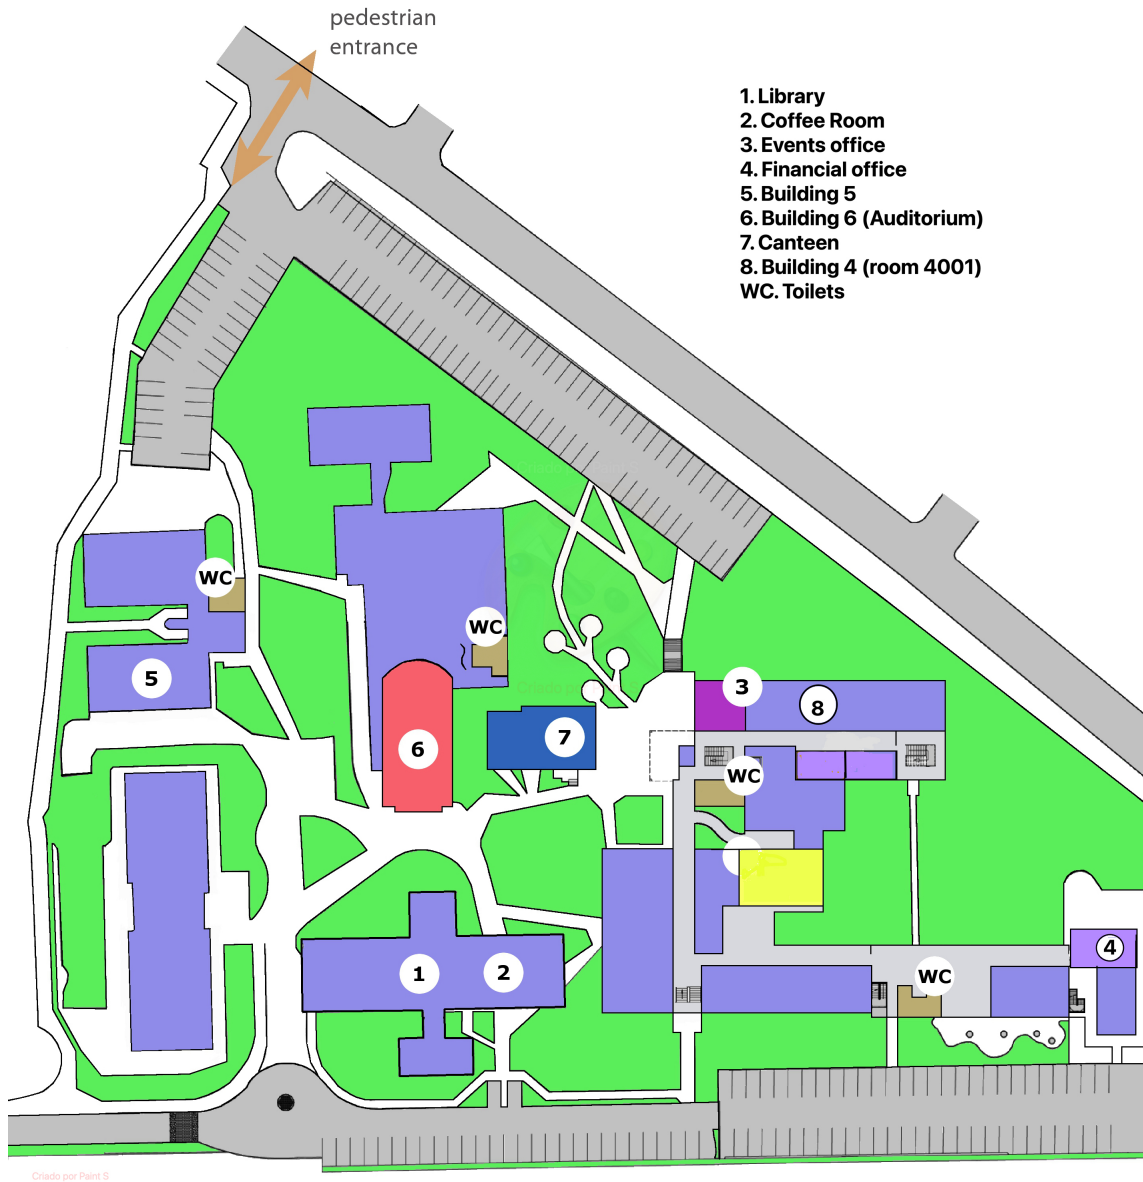 pedestrian
entrance
1. Library
2. Coffee Room
3. Events office
4. Financial office
5. Building 5
6. Building 6 (Auditorium)
7. Canteen
8. Building 4 (room 4001)
WC. Toilets
WC
WC
5
3
8
6
7
WC
1
2
4
WC
Criado por Paint S